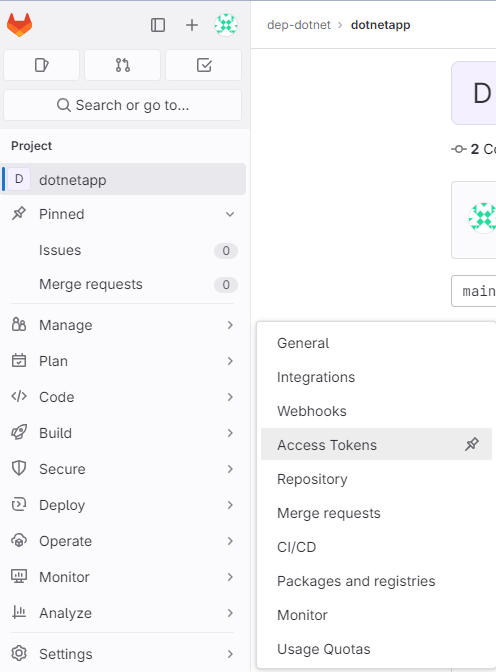 dep-dotnet > dotnetapp
Search or go to...
Project
D dotnetapp
Pinned
Issues 0
Merge requests 0
Manage
Plan
Code
Build
Secure
Deploy
Operate
Monitor
Analyze
Settings
D
2 Co
main
General
Integrations
Webhooks
Access Tokens
Repository
Merge requests
CI/CD
Packages and registries
Monitor
Usage Quotas